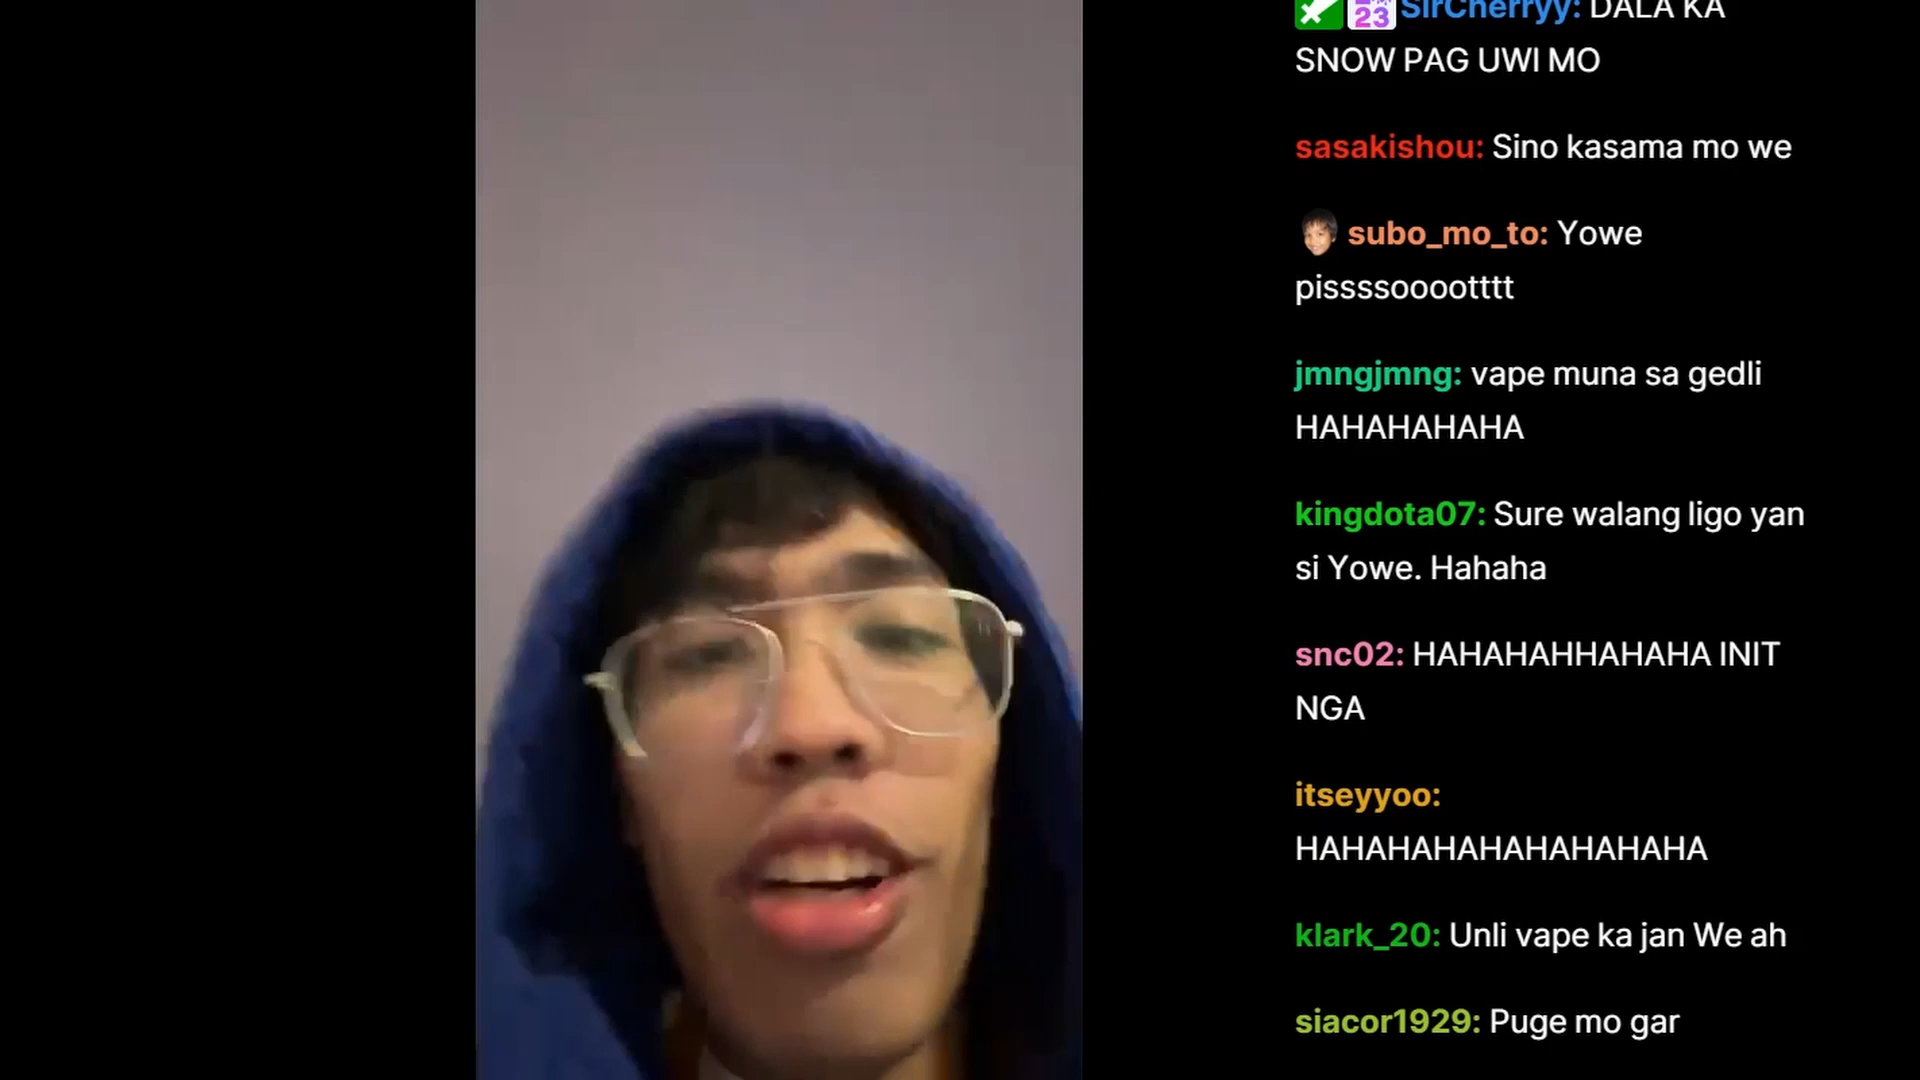 23 SirCherryy: DALA KA
SNOW PAG UWI MO
sasakishou: Sino kasama mo we
subo_mo_to: Yowe
pissssoooottttt
jmngjmng: vape muna sa gedli
HAHAHAHAHA
kingdota07: Sure walang ligo yan
si Yowe. Hahaha
snc02: HAHAHAHHAHAHA INIT
NGA
itseyyoo:
HAHAHAHAHAHAHAHAHA
klark_20: Unli vape ka jan We ah
siacor1929: Puge mo gar